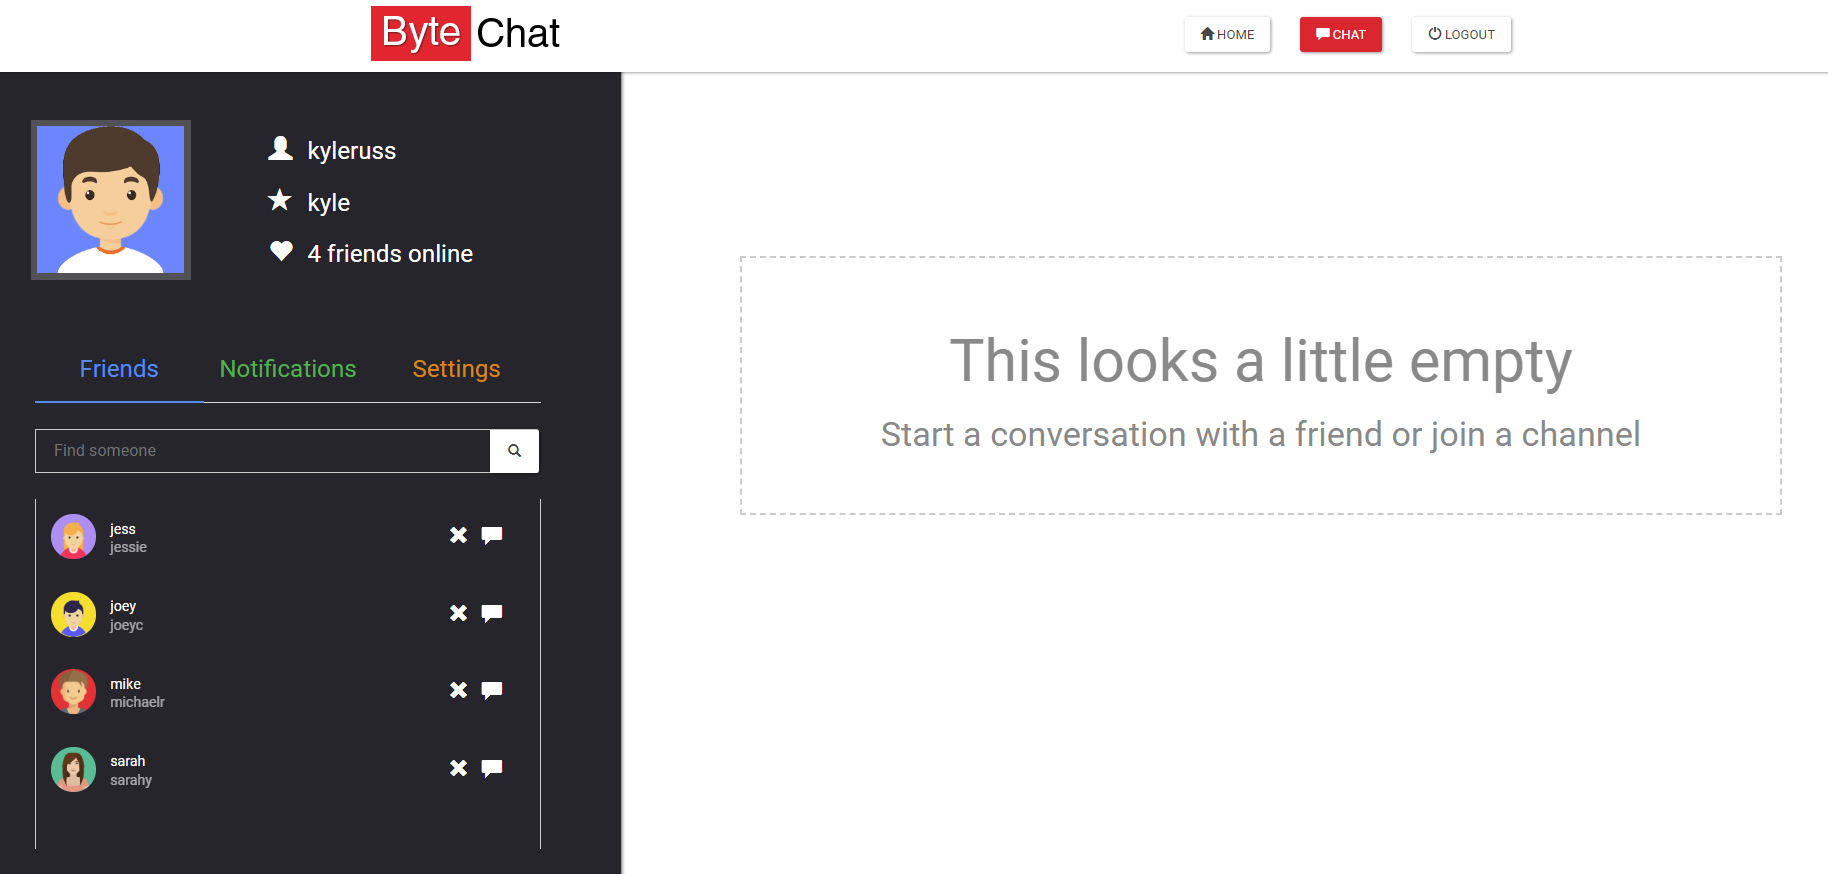 Byte Chat
HOME
CHAT
LOGOUT
kyleruss
kyle
4 friends online
Friends
Notifications
Settings
Find someone
jess
jessie
joey
joeyc
mike
michaelr
sarah
sarahy
This looks a little empty
Start a conversation with a friend or join a channel